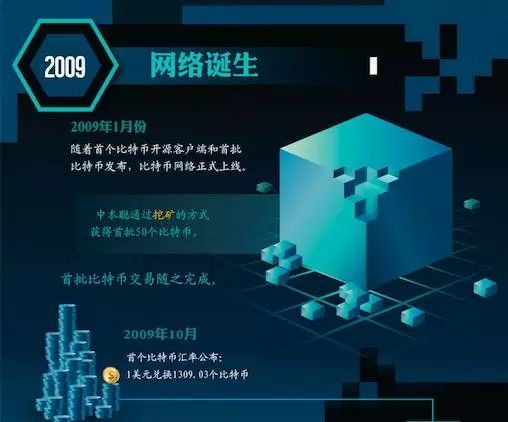 2009
网络诞生
2009年1月份
随着首个比特币开源客户端和首批
比特币发布，比特币网络正式上线。
中本聪通过挖矿的方式
获得首批50个比特币。
首批比特币交易随之完成。
2009年10月
首个比特币汇率公布：
1美元兑换1309.03个比特币
$